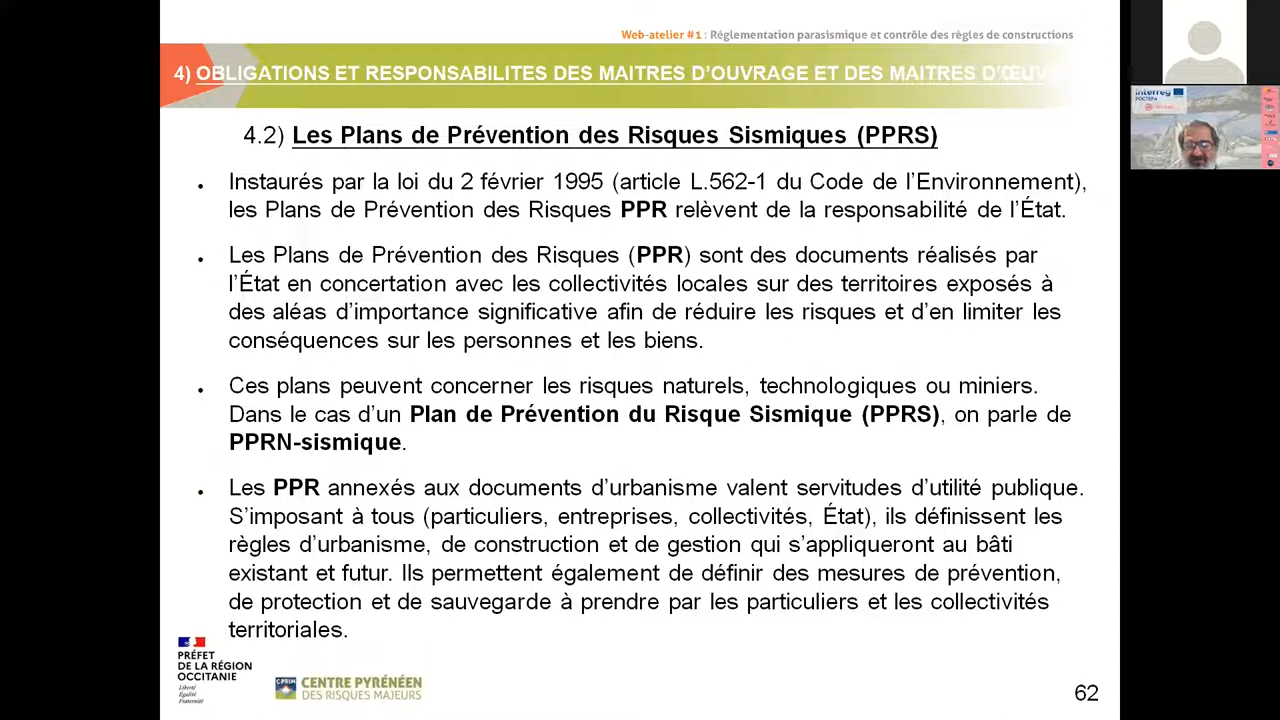 Web-atelier #1 : Réglementation parasismique et contrôle des règles de constructions
4) OBLIGATIONS ET RESPONSABILITES DES MAITRES D'OUVRAGE ET DES MAITRES D'ŒUV
4.2) Les Plans de Prévention des Risques Sismiques (PPRS)
• Instaurés par la loi du 2 février 1995 (article L.562-1 du Code de l'Environnement),
les Plans de Prévention des Risques PPR relèvent de la responsabilité de l'État.
• Les Plans de Prévention des Risques (PPR) sont des documents réalisés par
l'État en concertation avec les collectivités locales sur des territoires exposés à
des aléas d'importance significative afin de réduire les risques et d'en limiter les
conséquences sur les personnes et les biens.
• Ces plans peuvent concerner les risques naturels, technologiques ou miniers.
Dans le cas d'un Plan de Prévention du Risque Sismique (PPRS), on parle de
PPRN-sismique.
• Les PPR annexés aux documents d'urbanisme valent servitudes d'utilité publique.
S'imposant à tous (particuliers, entreprises, collectivités, État), ils définissent les
règles d'urbanisme, de construction et de gestion qui s'appliqueront au bâti
existant et futur. Ils permettent également de définir des mesures de prévention,
de protection et de sauvegarde à prendre par les particuliers et les collectivités
territoriales.
PRÉFET
DE LA RÉGION
OCCITANIE
Liberté
Égalité
Fraternité
CPRIM
CENTRE PYRÉNÉEN
DES RISQUES MAJEURS
62
Interreg
POCTEFA